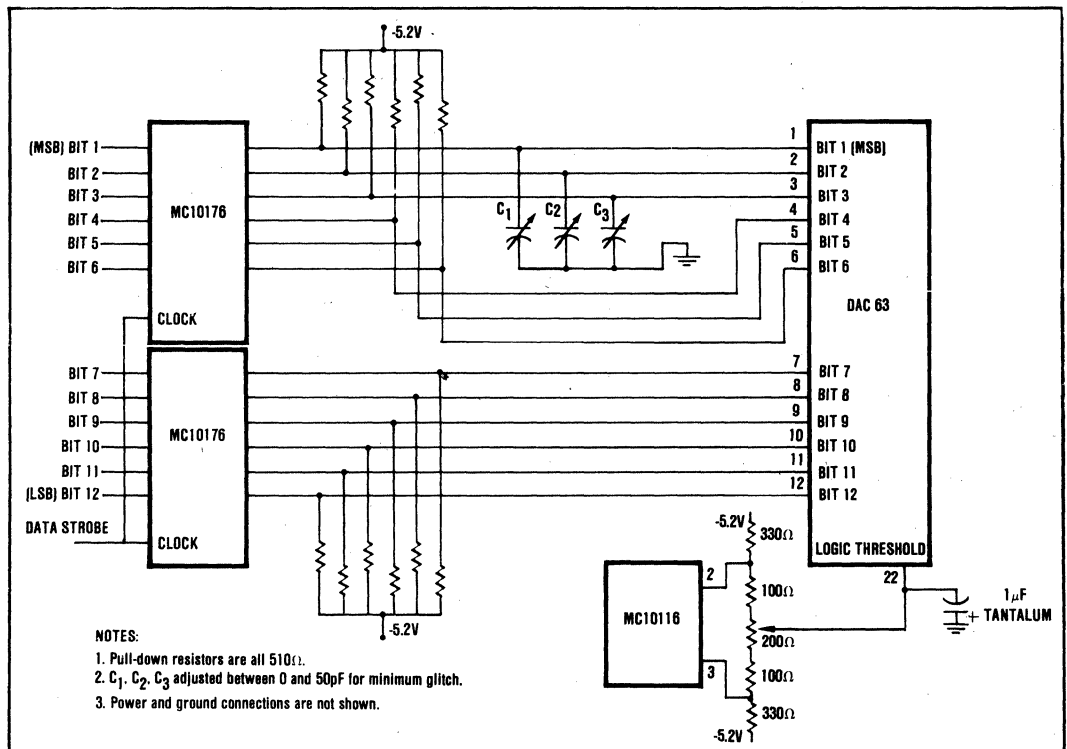 -5.2V
(MSB) BIT 1
BIT 2
BIT 3
BIT 4
BIT 5
BIT 6
MC10176
CLOCK
C1
C2
C3
1
2
3
4
5
6
BIT 1 (MSB)
BIT 2
BIT 3
BIT 4
BIT 5
BIT 6
DAC 63
BIT 7
BIT 8
BIT 9
BIT 10
BIT 11
(LSB) BIT 12
DATA STROBE
MC10176
CLOCK
7
8
9
10
11
12
BIT 7
BIT 8
BIT 9
BIT 10
BIT 11
BIT 12
LOGIC THRESHOLD
22
-5.2V
-5.2V
330Ω
100Ω
200Ω
100Ω
330Ω
-5.2V
MC10116
2
3
1μF
+ TANTALUM
NOTES:
1. Pull-down resistors are all 510Ω.
2. C1, C2, C3 adjusted between 0 and 50pF for minimum glitch.
3. Power and ground connections are not shown.